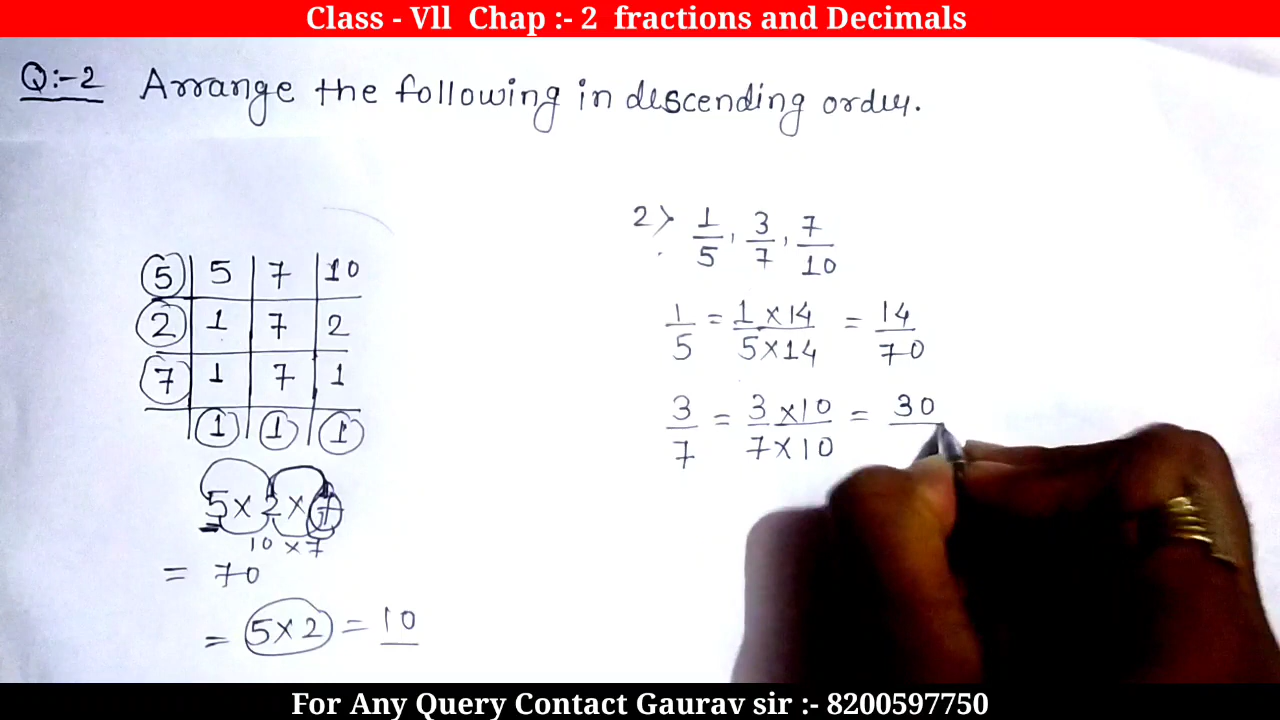 Class - Vll Chap :- 2 fractions and Decimals
Q:-2 Arrange the following in descending order.
5 | 5 | 7 | 10
2 | 1 | 7 | 2
7 | 1 | 7 | 1
1 | 1 | 1
5 × 2 × 7
10 × 7
= 70
= 5×2 = 10
2> 1/5, 3/7, 7/10
1/5 = 1×14/5×14 = 14/70
3/7 = 3×10/7×10 = 30
For Any Query Contact Gaurav sir :- 8200597750